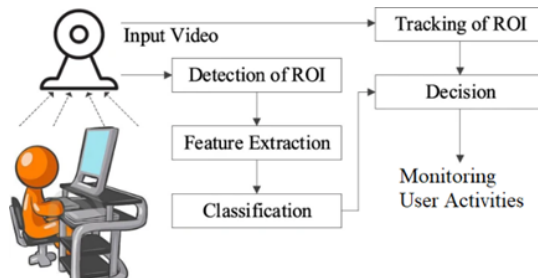 Input Video
Tracking of ROI
Detection of ROI
Decision
Feature Extraction
Classification
Monitoring
User Activities